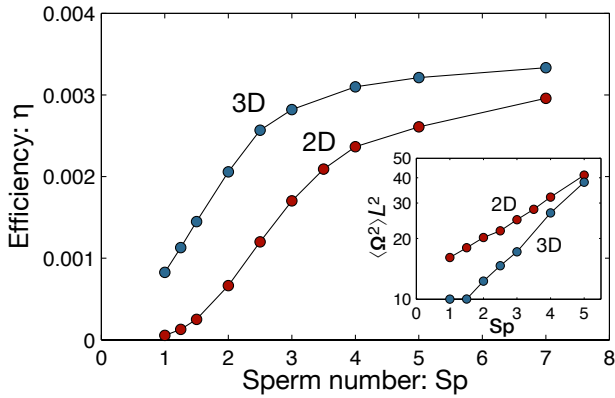 0.004
0.003
0.002
0.001
0
Efficiency: η
3D
2D
0 1 2 3 4 5 6 7 8
Sperm number: Sp
50
40
30
20
10
⟨Ω²⟩L²
2D
3D
0 1 2 3 4 5
Sp